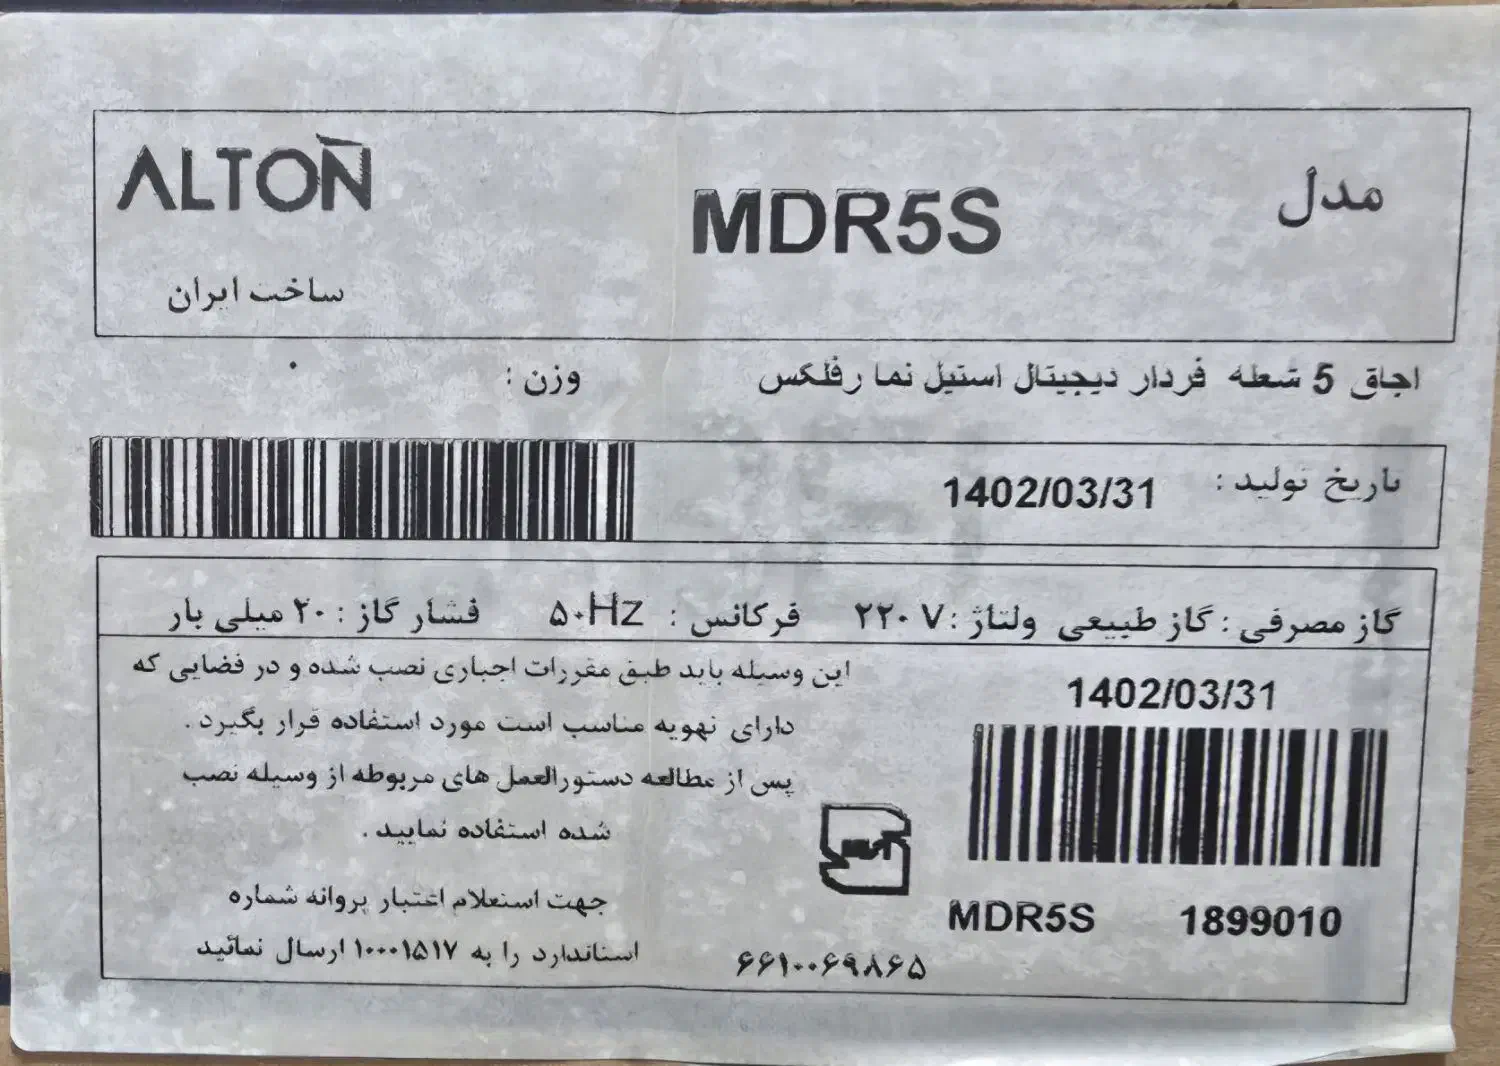 ALTON
مدل MDR5S
ساخت ایران
اجاق 5 شعله فردار دیجیتال استیل نما رفلکس وزن :
تاریخ تولید : 1402/03/31
گاز مصرفی : گاز طبیعی ولتاژ : ۲۲۰ V فرکانس : ۵۰Hz فشار گاز : ۲۰ میلی بار
این وسیله باید طبق مقررات اجباری نصب شده و در فضایی که
دارای تهویه مناسب است مورد استفاده قرار بگیرد .
پس از مطالعه دستورالعمل های مربوطه از وسیله نصب
شده استفاده نمایید .
جهت استعلام اعتبار پروانه شماره
استاندارد را به ۱۰۰۰۱۵۱۷ ارسال نمائید
1402/03/31
MDR5S 1899010
۶۶۱۰۰۶۹۸۶۵